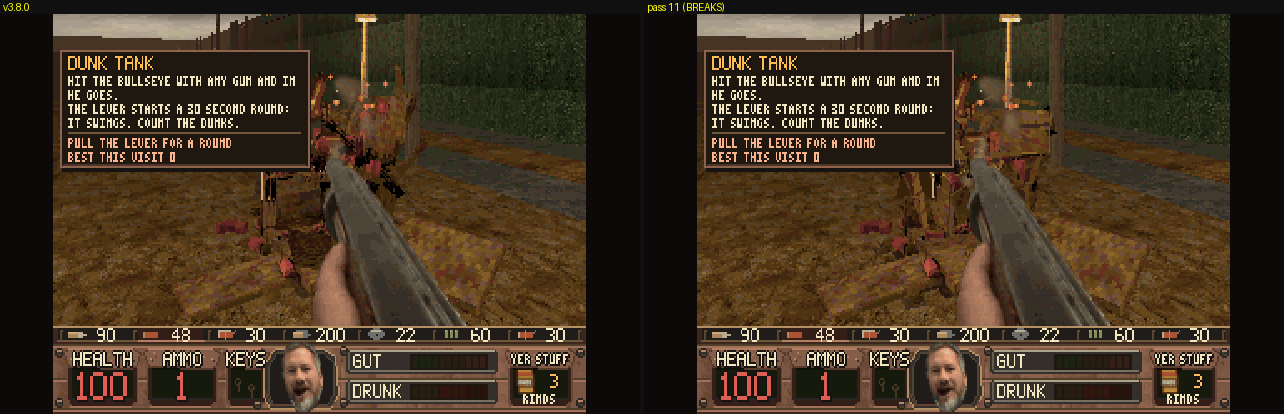 v3.8.0
DUNK TANK
HIT THE BULLSEYE WITH ANY GUN AND IN
HE GOES.
THE LEVER STARTS A 30 SECOND ROUND:
IT SWINGS. COUNT THE DUNKS.
PULL THE LEVER FOR A ROUND
BEST THIS VISIT 0
90 48 30 200 22 60 30
HEALTH AMMO KEYS GUT YER STUFF
100 1 DRUNK 3
RINDS
pass 11 (BREAKS)
DUNK TANK
HIT THE BULLSEYE WITH ANY GUN AND IN
HE GOES.
THE LEVER STARTS A 30 SECOND ROUND:
IT SWINGS. COUNT THE DUNKS.
PULL THE LEVER FOR A ROUND
BEST THIS VISIT 0
90 48 30 200 22 60 30
HEALTH AMMO KEYS GUT YER STUFF
100 1 DRUNK 3
RINDS